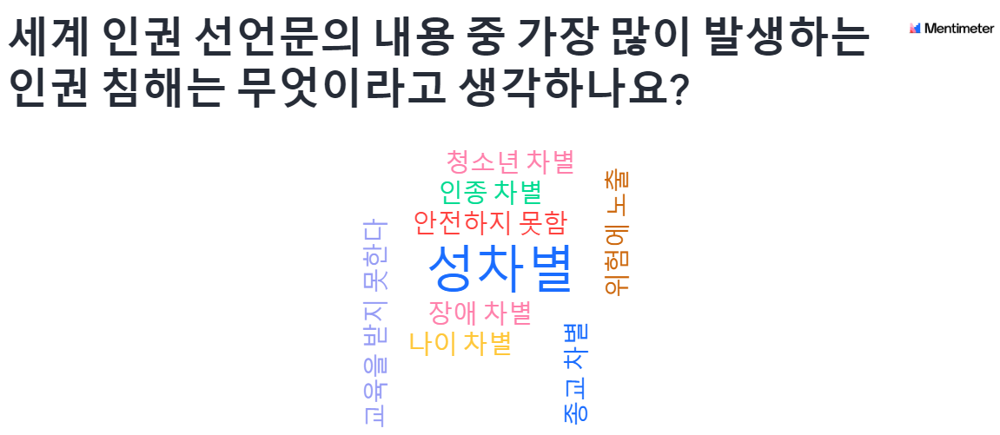 세계 인권 선언문의 내용 중 가장 많이 발생하는
인권 침해는 무엇이라고 생각하나요?
Mentimeter
청소년 차별
인종 차별
안전하지 못함
성차별
장애 차별
나이 차별
교육을 받지 못한다
위험에 노출
종교 차별